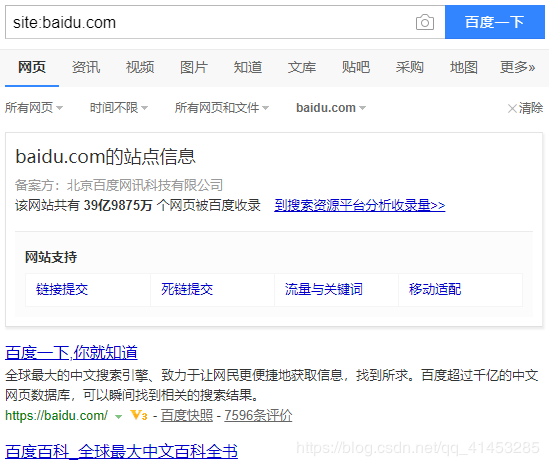 site:baidu.com 百度一下
网页 资讯 视频 图片 知道 文库 贴吧 采购 地图 更多»
所有网页 时间不限 所有网页和文件 baidu.com ×清除
baidu.com的站点信息
备案方：北京百度网讯科技有限公司
该网站共有 39亿9875万 个网页被百度收录 到搜索资源平台分析收录量>>
网站支持
链接提交 死链提交 流量与关键词 移动适配
百度一下,你就知道
全球最大的中文搜索引擎、致力于让网民更便捷地获取信息，找到所求。百度超过千亿的中文
网页数据库，可以瞬间找到相关的搜索结果。
https://baidu.com/ V3 - 百度快照 - 7596条评价
百度百科_全球最大中文百科全书
https://blog.csdn.net/qq_41453285